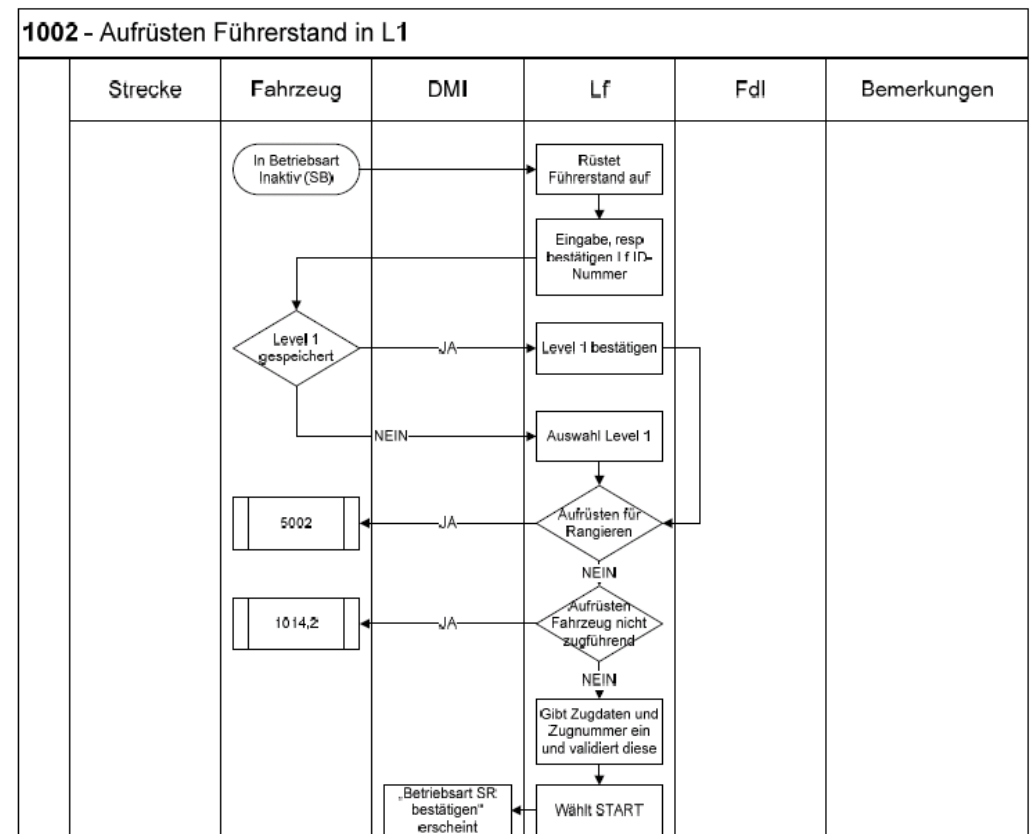 1002 - Aufrüsten Führerstand in L1
Strecke Fahrzeug DMI Lf Fdl Bemerkungen
In Betriebsart
Inaktiv (SB)
Rüstet
Führerstand auf
Eingabe, resp
bestätigen Lf ID-
Nummer
Level 1
gespeichert
JA
Level 1 bestätigen
NEIN
Auswahl Level 1
Aufrüsten für
Rangieren
JA
5002
NEIN
Aufrüsten
Fahrzeug nicht
zugführend
JA
1014,2
NEIN
Gibt Zugdaten und
Zugnummer ein
und validiert diese
Wählt START
„Betriebsart SR
bestätigen"
erscheint